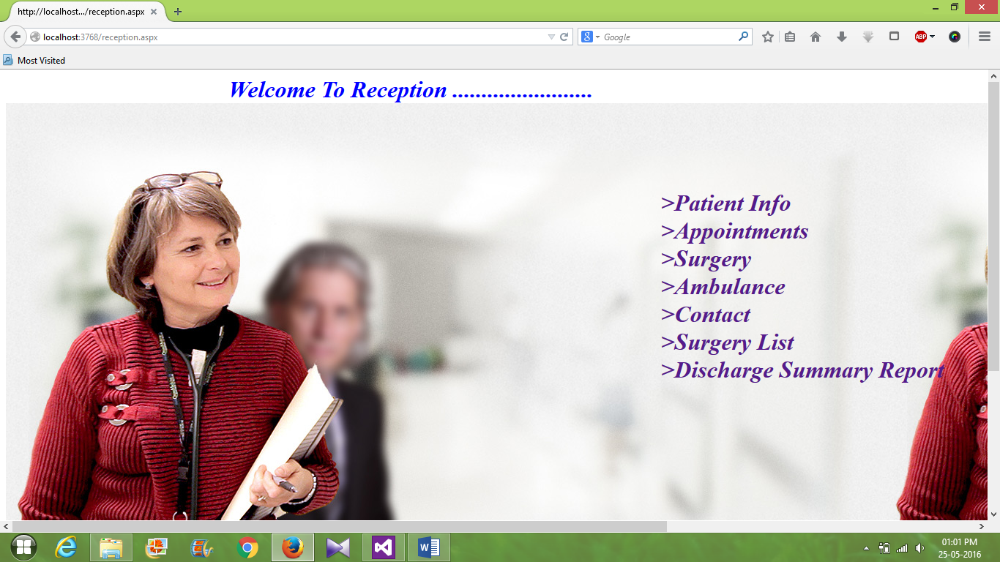 http://localhost.../reception.aspx
localhost:3768/reception.aspx
Google
ABP
Most Visited
Welcome To Reception ........................
>Patient Info
>Appointments
>Surgery
>Ambulance
>Contact
>Surgery List
>Discharge Summary Report
01:01 PM
25-05-2016